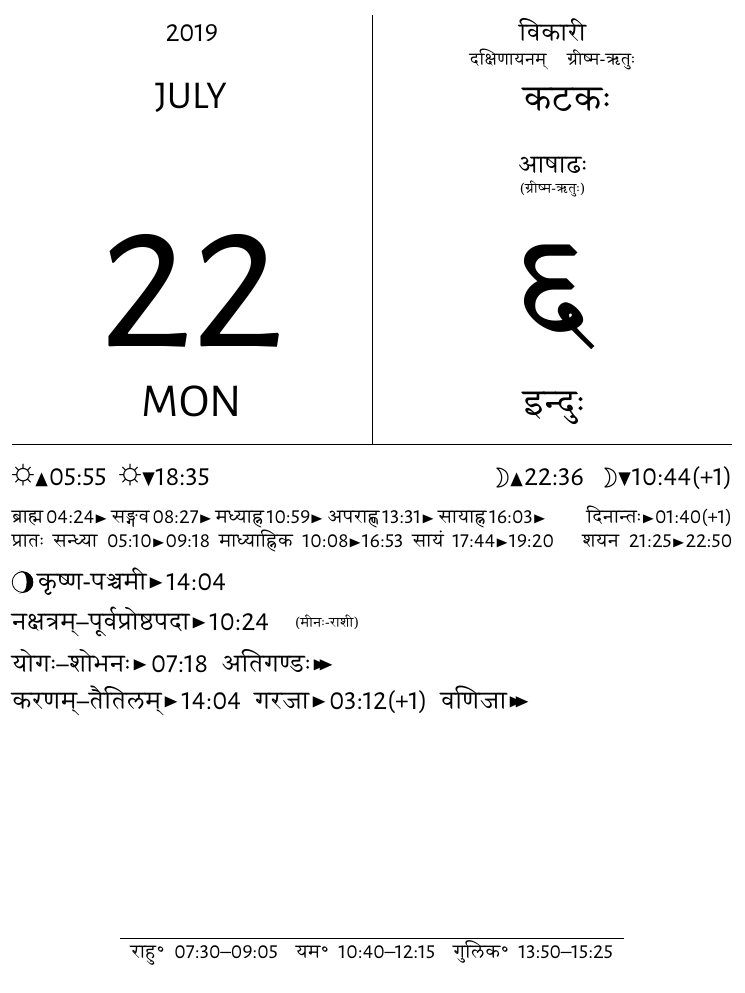 2019
JULY
22
MON
विकारी
दक्षिणायनम् ग्रीष्म-ऋतुः
कटकः
आषाढः
(ग्रीष्म-ऋतुः)
६
इन्दुः
☼▲05:55 ☼▼18:35 ☽▲22:36 ☽▼10:44(+1)
ब्राह्म 04:24► सङ्गव 08:27► मध्याह्न 10:59► अपराह्ण 13:31► सायाह्न 16:03► दिनान्तः►01:40(+1)
प्रातः सन्ध्या 05:10►09:18 माध्याह्निक 10:08►16:53 सायं 17:44►19:20 शयन 21:25►22:50
कृष्ण-पञ्चमी►14:04
नक्षत्रम्–पूर्वप्रोष्ठपदा►10:24 (मीनः-राशी)
योगः–शोभनः► 07:18 अतिगण्डः►►
करणम्–तैतिलम्►14:04 गरजा► 03:12(+1) वणिजा►►
राहु॰ 07:30–09:05 यम॰ 10:40–12:15 गुलिक॰ 13:50–15:25